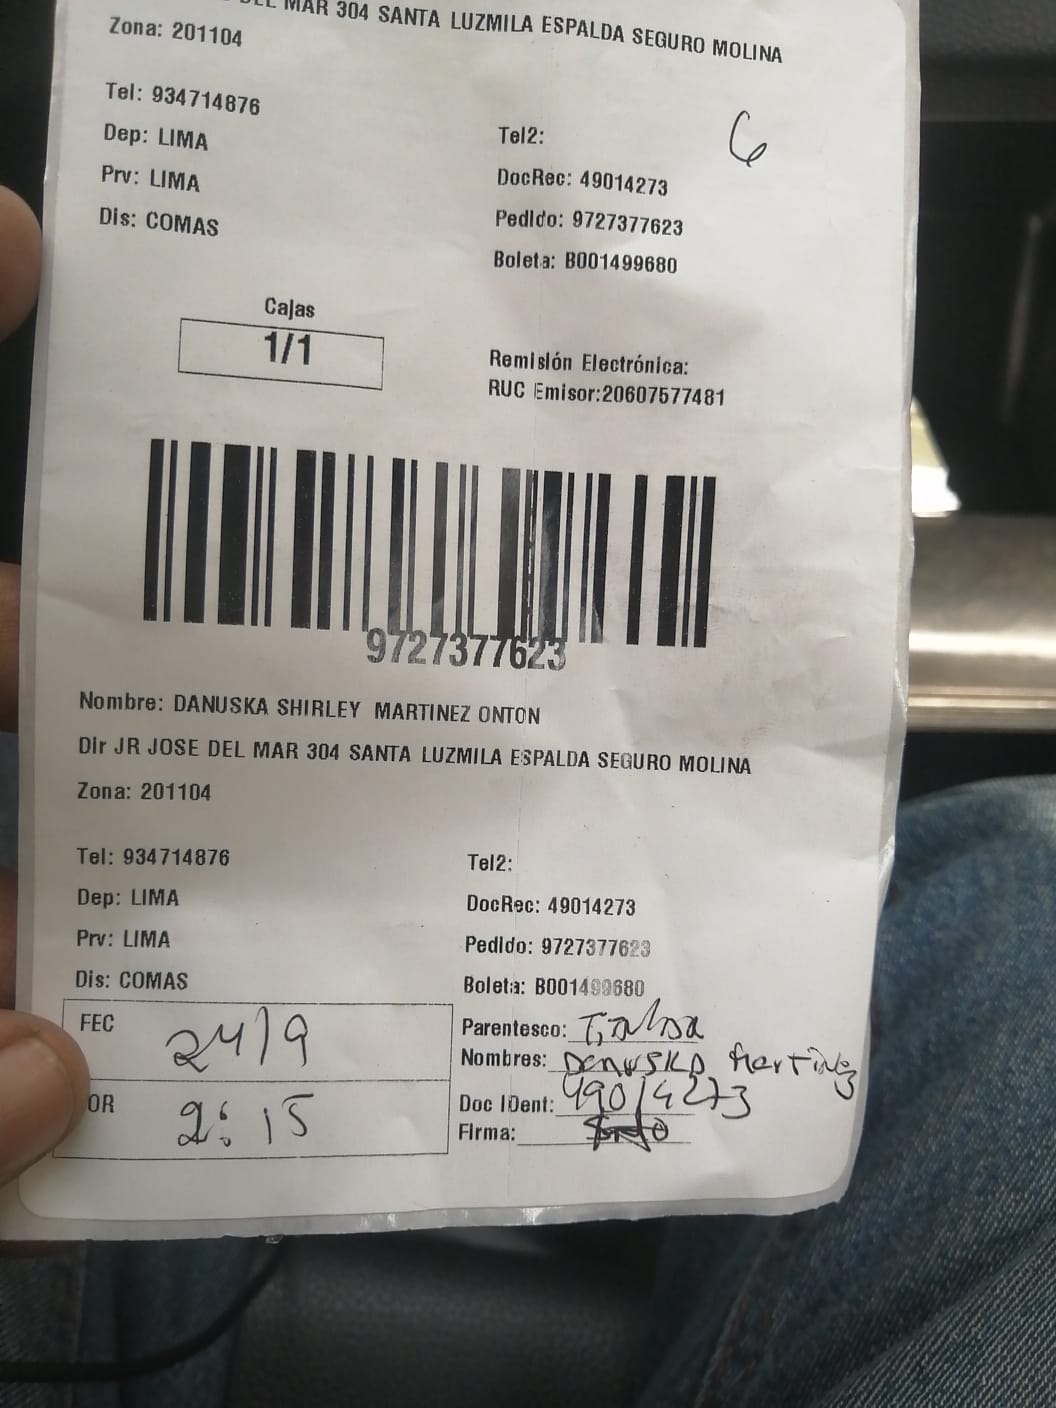 DEL MAR 304 SANTA LUZMILA ESPALDA SEGURO MOLINA
Zona: 201104
Tel: 934714876
Dep: LIMA
Prv: LIMA
Dis: COMAS
Tel2:
6
DocRec: 49014273
Pedido: 9727377623
Boleta: B001499680
Cajas
1/1
Remisión Electrónica:
RUC Emisor:20607577481
9727377623
Nombre: DANUSKA SHIRLEY MARTINEZ ONTON
Dir JR JOSE DEL MAR 304 SANTA LUZMILA ESPALDA SEGURO MOLINA
Zona: 201104
Tel: 934714876
Dep: LIMA
Prv: LIMA
Dis: COMAS
Tel2:
DocRec: 49014273
Pedido: 9727377623
Boleta: B001499680
FEC 24/9
OR 2:15
Parentesco:
Nombres: Danuska Martinez
Doc IDent: 49014273
Firma: